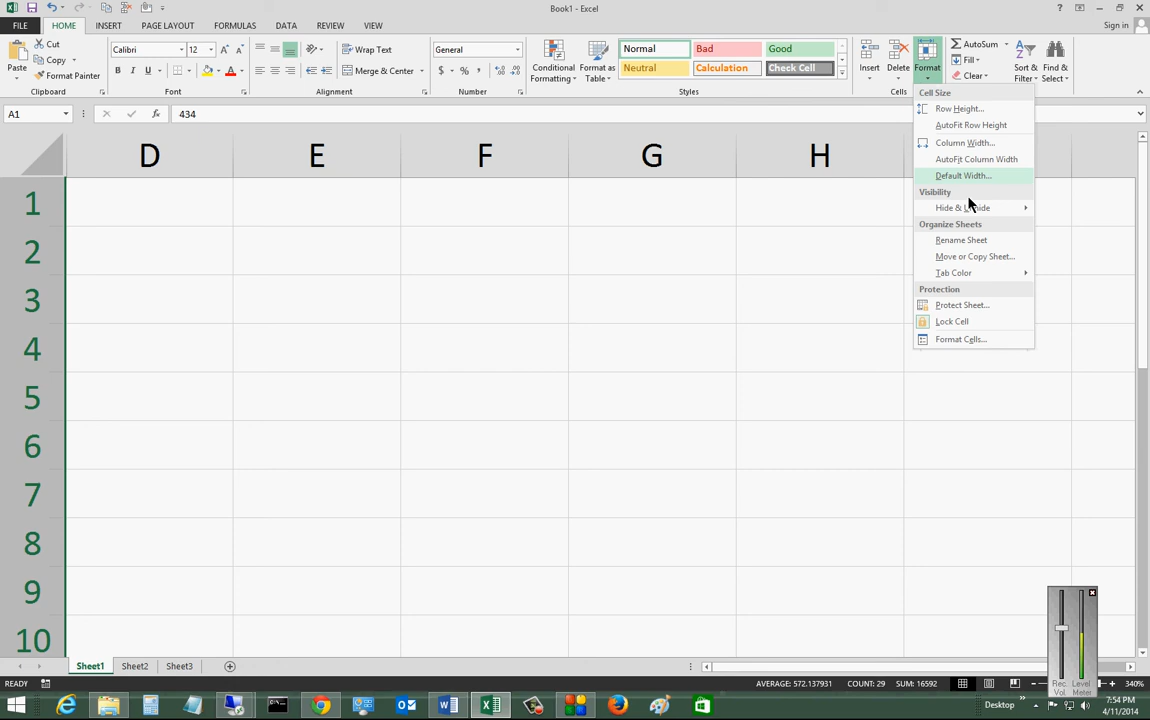 Book1 - Excel
FILE HOME INSERT PAGE LAYOUT FORMULAS DATA REVIEW VIEW
Sign in
Paste
Cut
Copy
Format Painter
Clipboard
Calibri 12
B I U
A A
Font
Wrap Text
Merge & Center
Alignment
General
$ % ,
Number
Conditional Formatting
Format as Table
Normal Bad Good
Neutral Calculation Check Cell
Styles
Insert Delete Format
Cells
AutoSum
Fill
Clear
Sort & Filter
Find & Select
A1
fx
434
Cell Size
Row Height...
AutoFit Row Height
Column Width...
AutoFit Column Width
Default Width...
Visibility
Hide & U ide
Organize Sheets
Rename Sheet
Move or Copy Sheet...
Tab Color
Protection
Protect Sheet...
Lock Cell
Format Cells...
D E F G H
1
2
3
4
5
6
7
8
9
10
Sheet1 Sheet2 Sheet3
Rec. Vol.
Level Meter
READY
AVERAGE: 572.137931 COUNT: 29 SUM: 16592
340%
Desktop
7:54 PM
4/11/2014